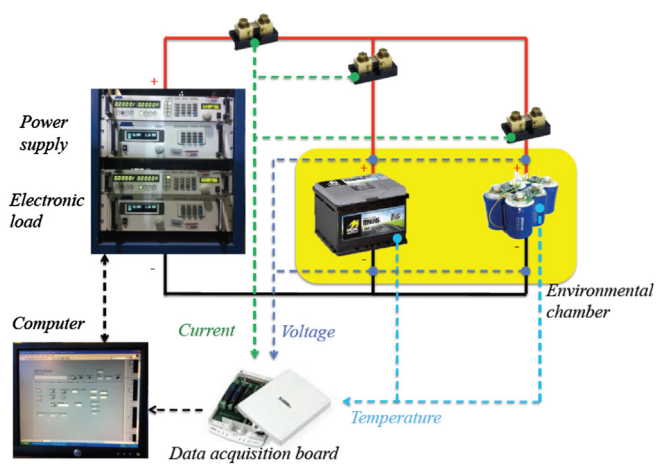 +
Power
supply
Electronic
load
+
+
-
-
-
Environmental
chamber
Computer
Current
Voltage
Temperature
Data acquisition board